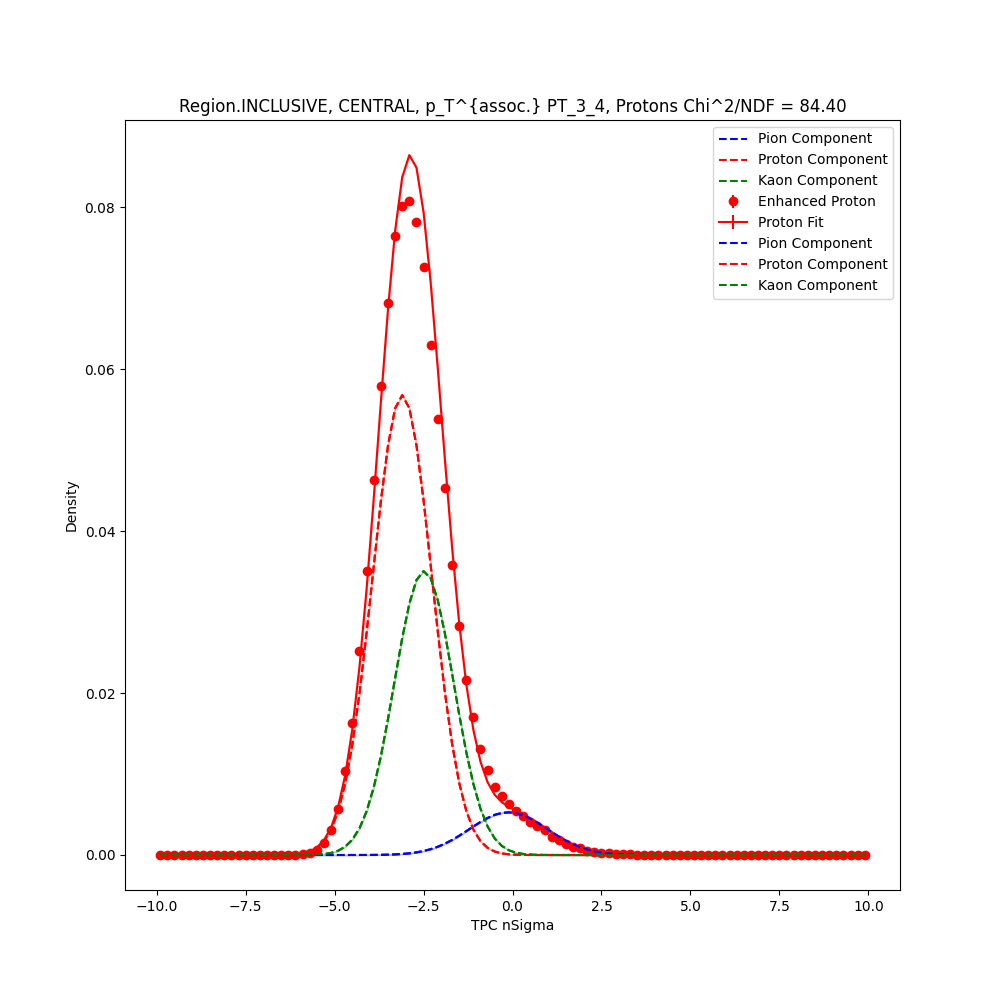 Region.INCLUSIVE, CENTRAL, p_T^{assoc.} PT_3_4, Protons Chi^2/NDF = 84.40
Pion Component
Proton Component
Kaon Component
Enhanced Proton
Proton Fit
Pion Component
Proton Component
Kaon Component
0.08
0.06
0.04
0.02
0.00
Density
−10.0 −7.5 −5.0 −2.5 0.0 2.5 5.0 7.5 10.0
TPC nSigma